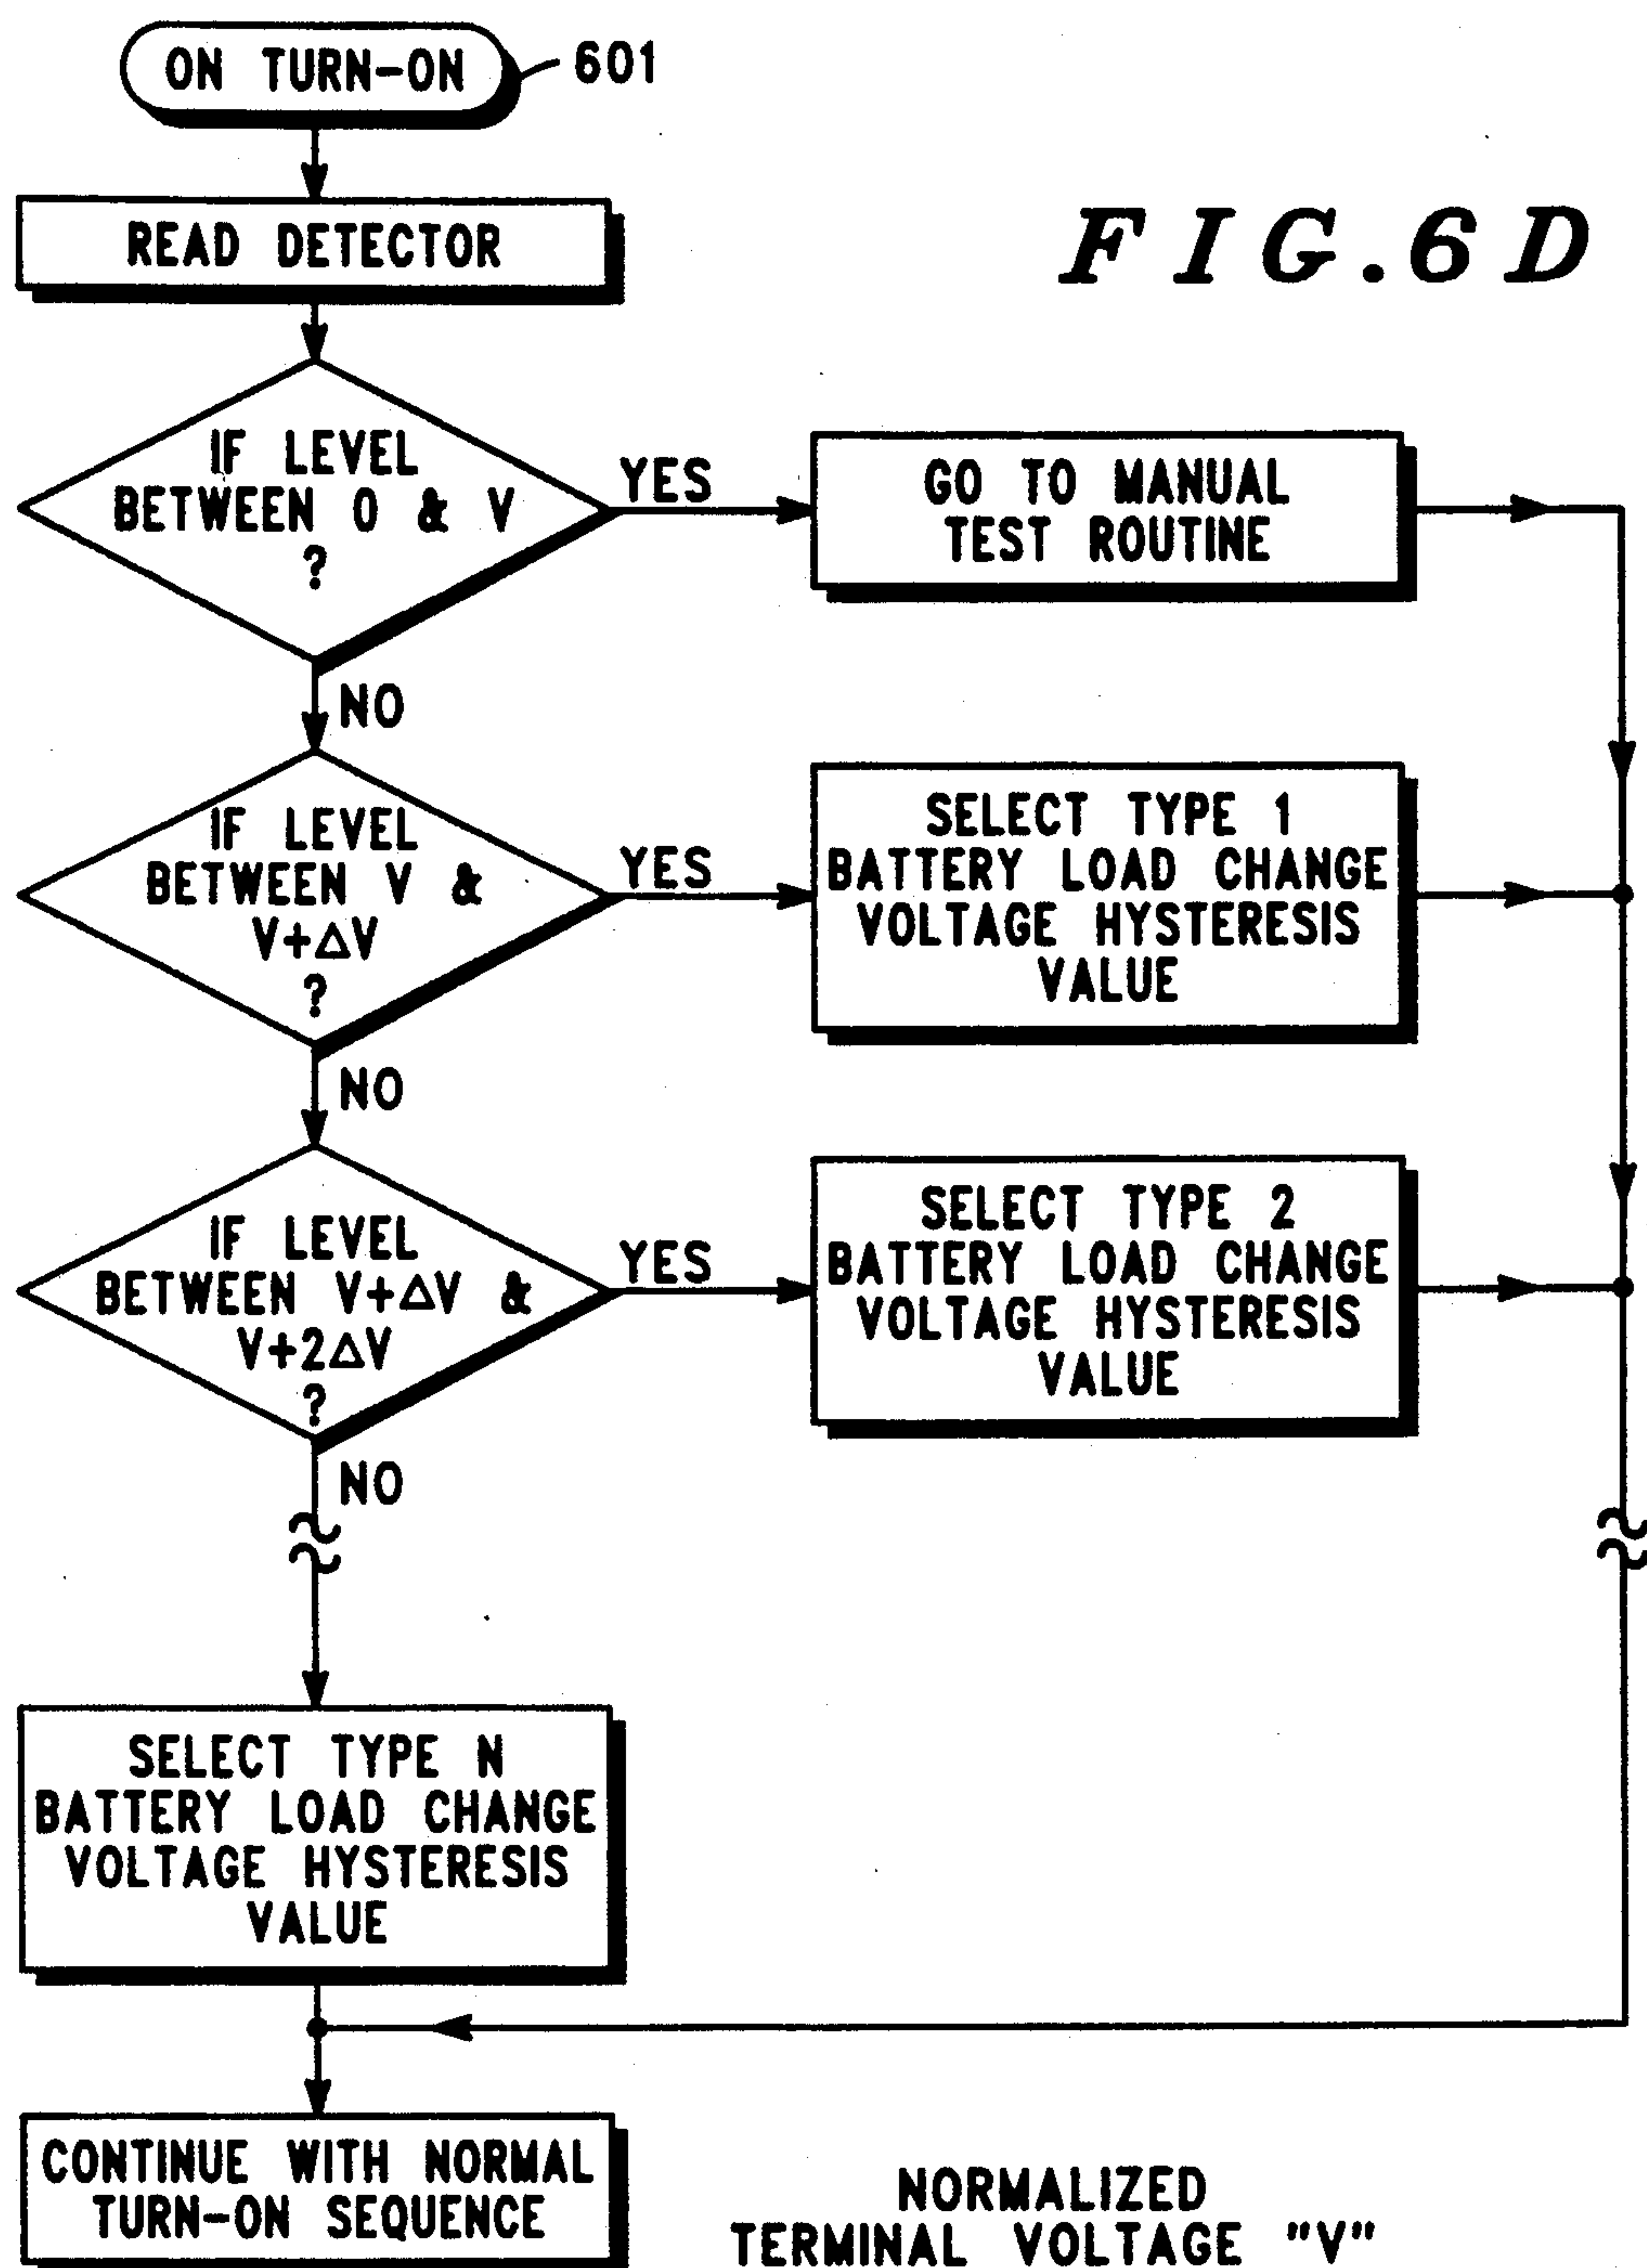 ON TURN-ON
601
READ DETECTOR
FIG.6D
IF LEVEL
BETWEEN 0 & V
?
YES
GO TO MANUAL
TEST ROUTINE
NO
IF LEVEL
BETWEEN V &
V+ΔV
?
YES
SELECT TYPE 1
BATTERY LOAD CHANGE
VOLTAGE HYSTERESIS
VALUE
NO
IF LEVEL
BETWEEN V+ΔV &
V+2ΔV
?
YES
SELECT TYPE 2
BATTERY LOAD CHANGE
VOLTAGE HYSTERESIS
VALUE
NO
SELECT TYPE N
BATTERY LOAD CHANGE
VOLTAGE HYSTERESIS
VALUE
CONTINUE WITH NORMAL
TURN-ON SEQUENCE
NORMALIZED
TERMINAL VOLTAGE "V"